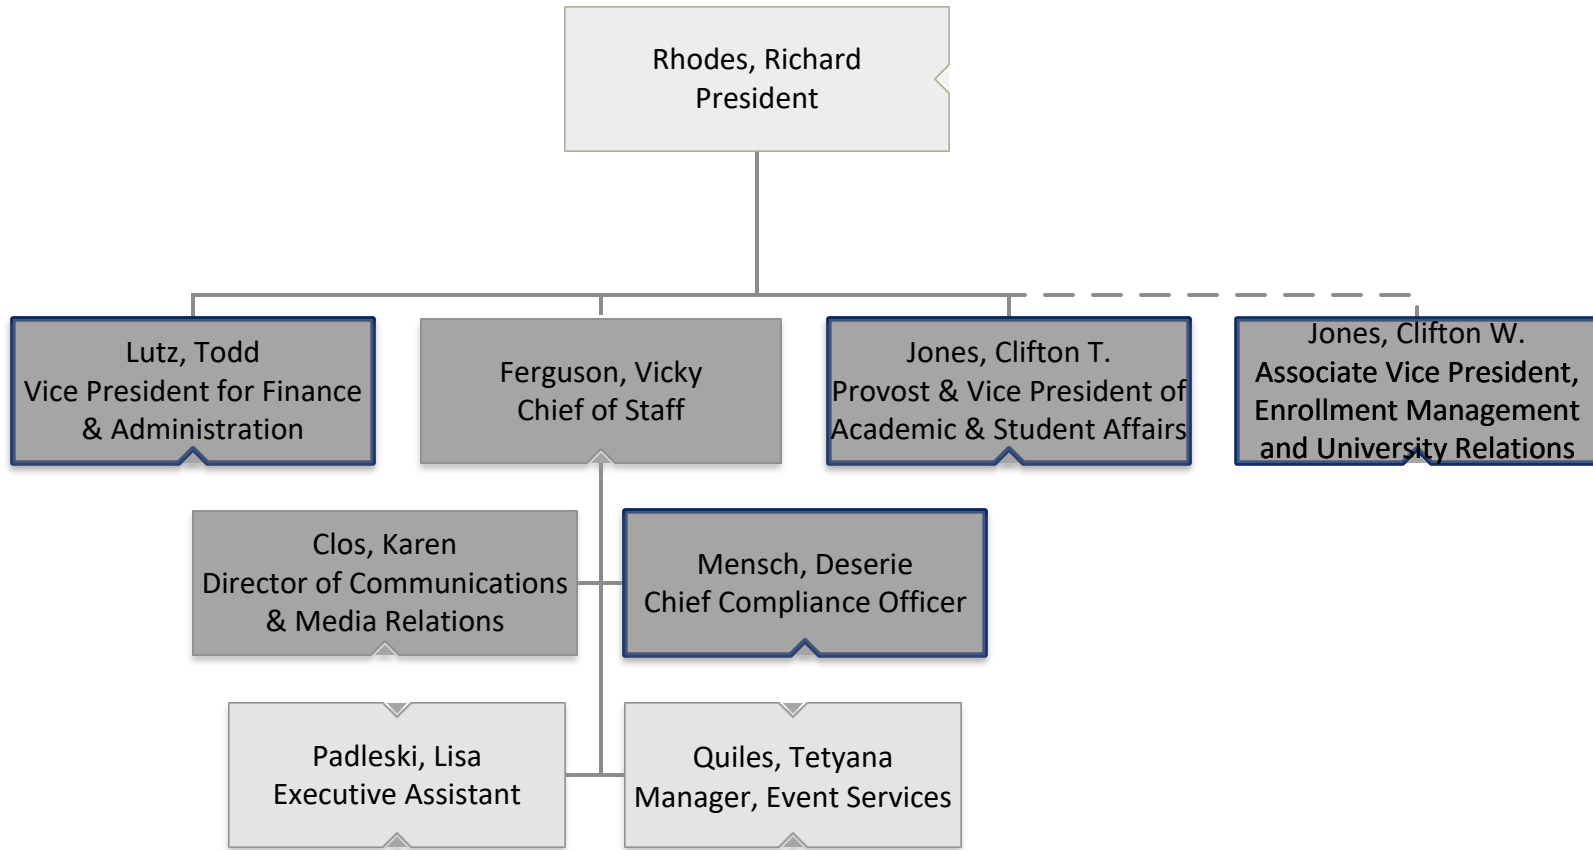 Rhodes, Richard
President
Lutz, Todd
Vice President for Finance
& Administration
Ferguson, Vicky
Chief of Staff
Jones, Clifton T.
Provost & Vice President of
Academic & Student Affairs
Jones, Clifton W.
Associate Vice President,
Enrollment Management
and University Relations
Clos, Karen
Director of Communications
& Media Relations
Mensch, Deserie
Chief Compliance Officer
Padleski, Lisa
Executive Assistant
Quiles, Tetyana
Manager, Event Services